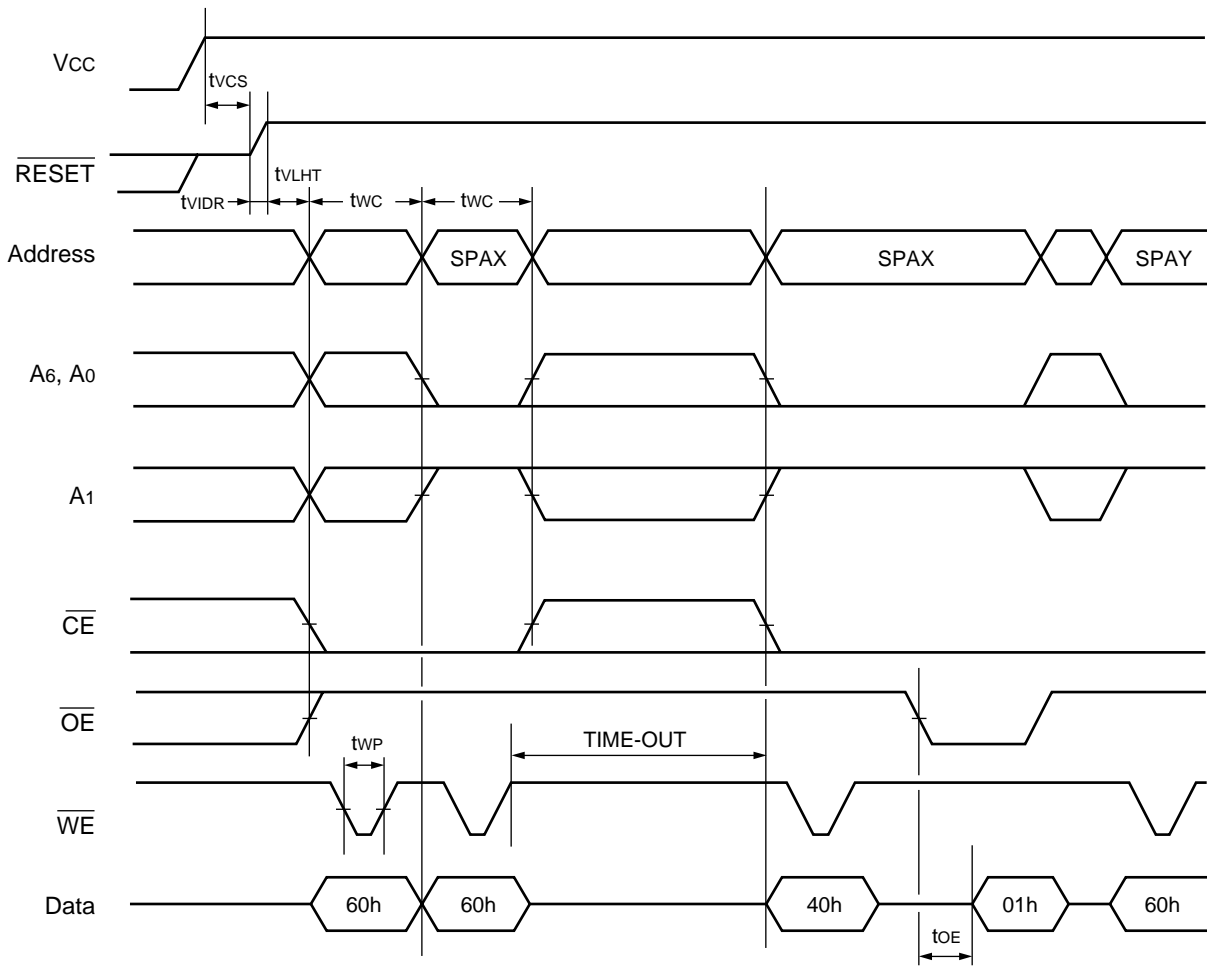 VCC
tVCS
RESET
tVLHT
tVIDR
tWC
tWC
Address
SPAX
SPAX
SPAY
A6, A0
A1
CE
OE
tWP
TIME-OUT
WE
Data
60h
60h
40h
01h
60h
tOE